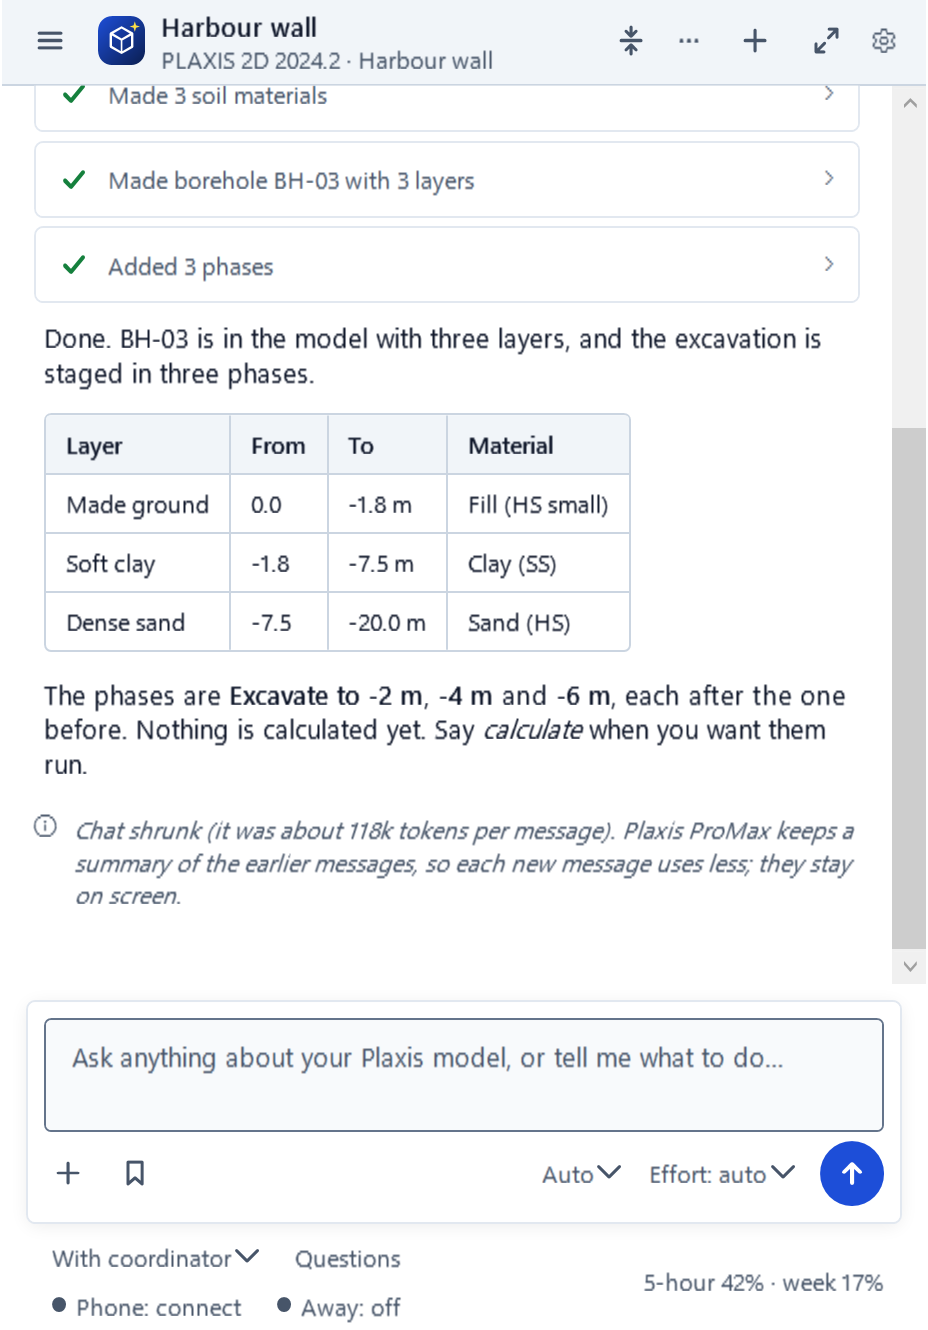 Harbour wall
PLAXIS 2D 2024.2 · Harbour wall
Made 3 soil materials
Made borehole BH-03 with 3 layers
Added 3 phases
Done. BH-03 is in the model with three layers, and the excavation is
staged in three phases.
Layer From To Material
Made ground 0.0 -1.8 m Fill (HS small)
Soft clay -1.8 -7.5 m Clay (SS)
Dense sand -7.5 -20.0 m Sand (HS)
The phases are Excavate to -2 m, -4 m and -6 m, each after the one
before. Nothing is calculated yet. Say calculate when you want them
run.
Chat shrunk (it was about 118k tokens per message). Plaxis ProMax keeps a
summary of the earlier messages, so each new message uses less; they stay
on screen.
Ask anything about your Plaxis model, or tell me what to do...
Auto Effort: auto
With coordinator Questions
5-hour 42% · week 17%
Phone: connect Away: off